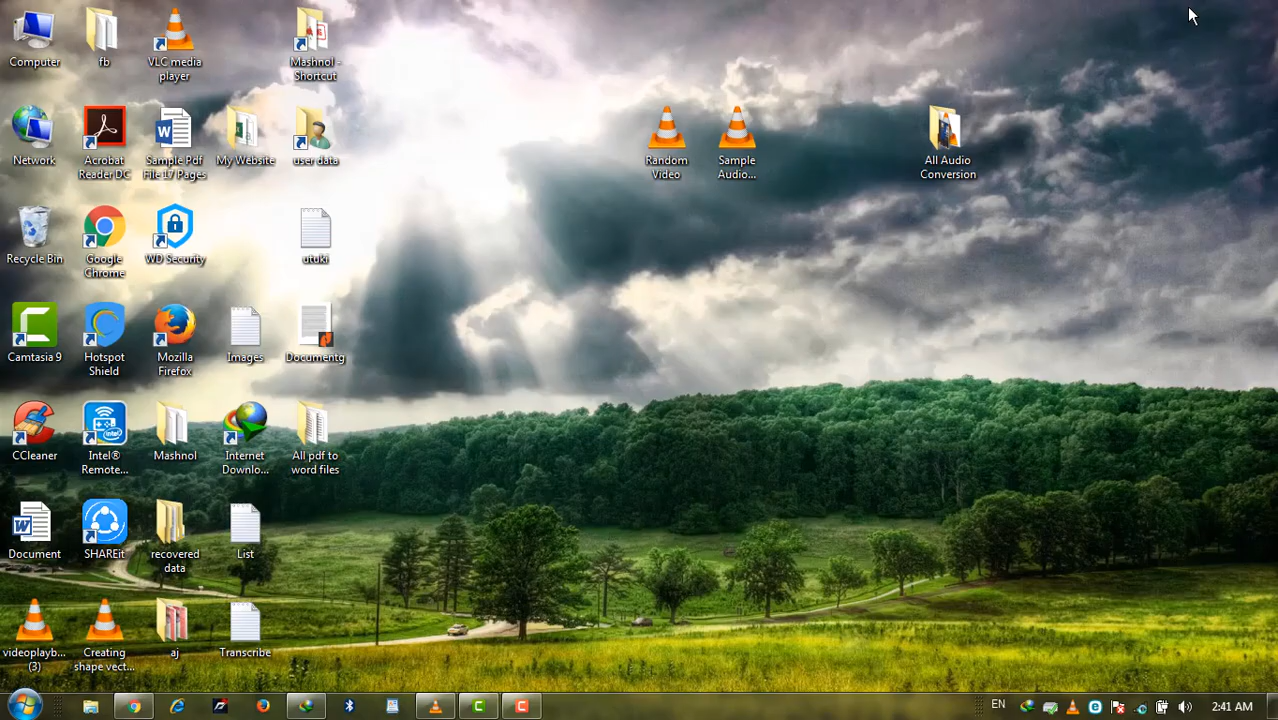 Computer
fb
VLC media
player
Mashnol -
Shortcut
Network
Acrobat
Reader DC
Sample Pdf
File 17 Pages
My Website
user data
Random
Video
Sample
Audio...
All Audio
Conversion
Recycle Bin
Google
Chrome
WD Security
utuki
Camtasia 9
Hotspot
Shield
Mozilla
Firefox
Images
Documentg
CCleaner
Intel®
Remote...
Mashnol
Internet
Downlo...
All pdf to
word files
Document
SHAREit
recovered
data
List
videoplayb...
(3)
Creating
shape vect...
aj
Transcribe
EN
2:41 AM